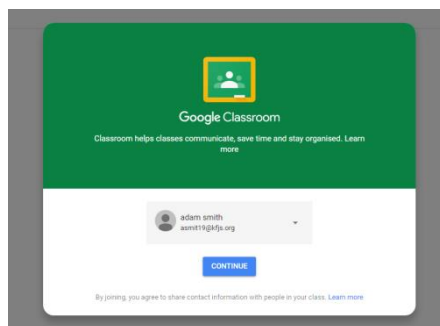 Google Classroom
Classroom helps classes communicate, save time and stay organised. Learn
more
adam smith
asmit19@kfjs.org
CONTINUE
By joining, you agree to share contact information with people in your class. Learn more